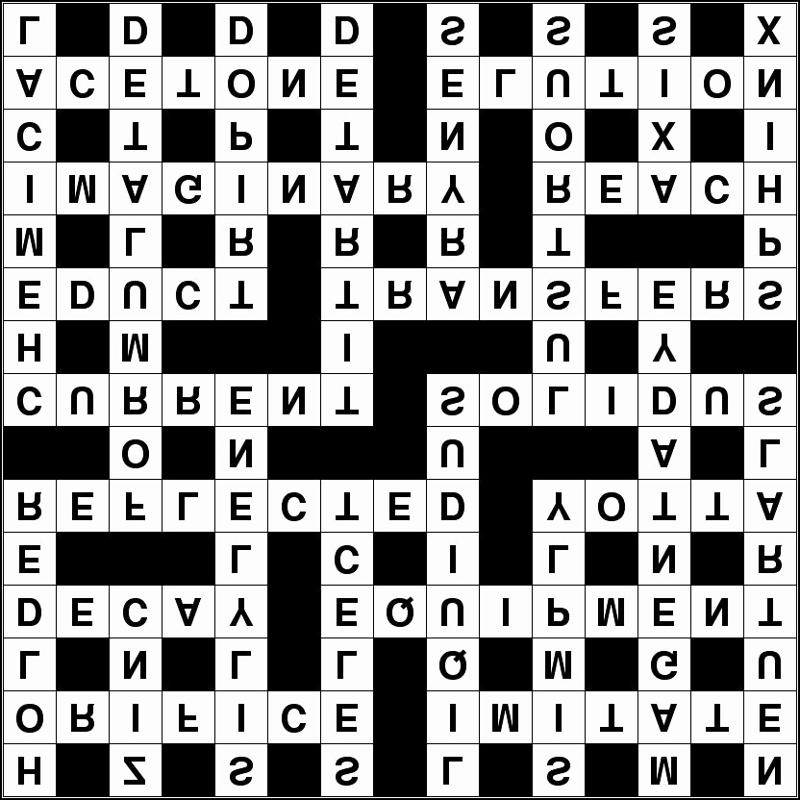 L D D D S S S X
ACETONE ELUTION
C T P T N O X I
IMAGINARY REACH
M L R R R T P
EDUCT TRANSFERS
H M I U Y
CURRENT SOLIDUS
O N U A L
REFLECTED YOTTA
E L C I L N R
DECAY EQUIPMENT
L N L L Q M G U
ORIFICE IMITATE
H Z S S L S M N